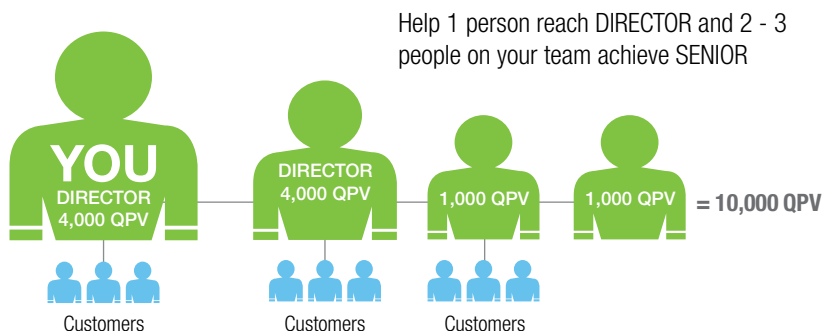 Help 1 person reach DIRECTOR and 2 - 3
people on your team achieve SENIOR
YOU
DIRECTOR
4,000 QPV
DIRECTOR
4,000 QPV
1,000 QPV
1,000 QPV
= 10,000 QPV
Customers
Customers
Customers